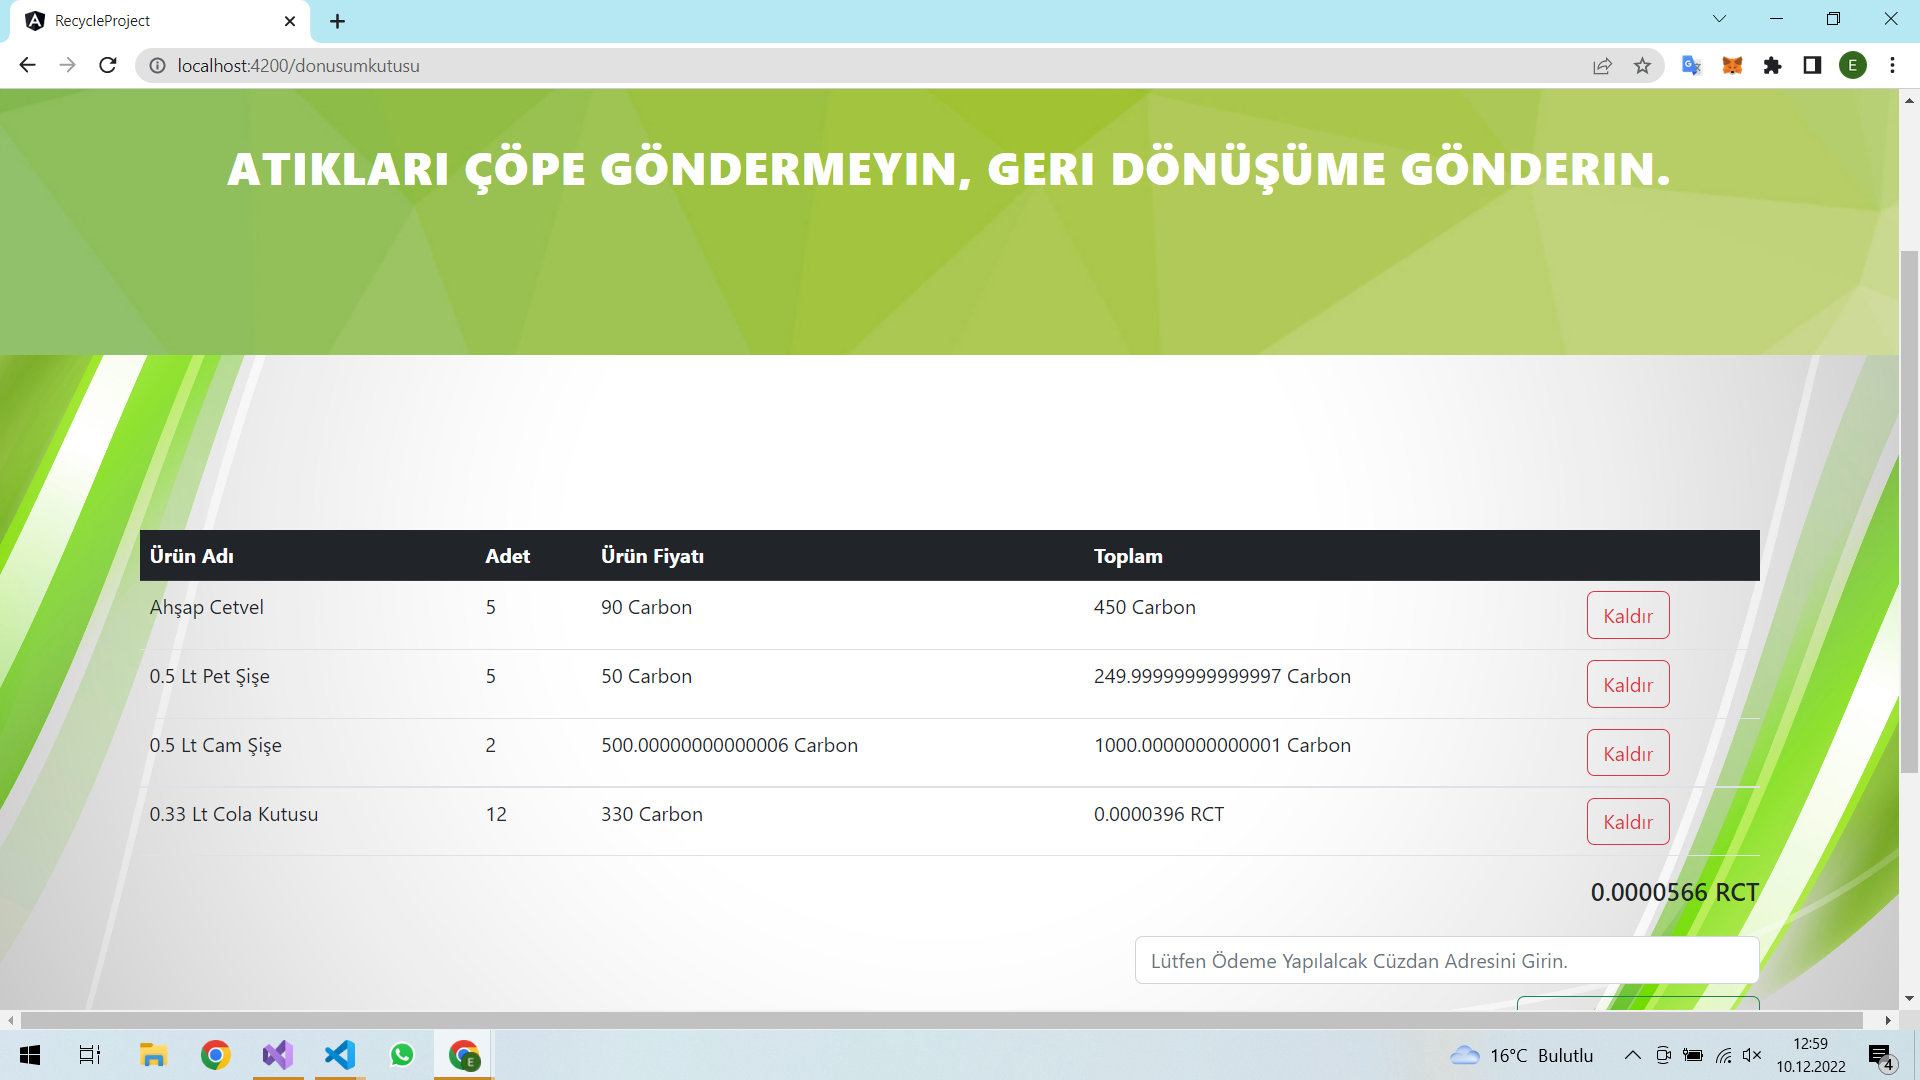 RecycleProject
localhost:4200/donusumkutusu
E
ATIKLARI ÇÖPE GÖNDERMEYIN, GERI DÖNÜŞÜME GÖNDERIN.
Ürün Adı Adet Ürün Fiyatı Toplam
Ahşap Cetvel 5 90 Carbon 450 Carbon Kaldır
0.5 Lt Pet Şişe 5 50 Carbon 249.99999999999997 Carbon Kaldır
0.5 Lt Cam Şişe 2 500.00000000000006 Carbon 1000.0000000000001 Carbon Kaldır
0.33 Lt Cola Kutusu 12 330 Carbon 0.0000396 RCT Kaldır
0.0000566 RCT
Lütfen Ödeme Yapılalcak Cüzdan Adresini Girin.
16°C Bulutlu
12:59
10.12.2022
4